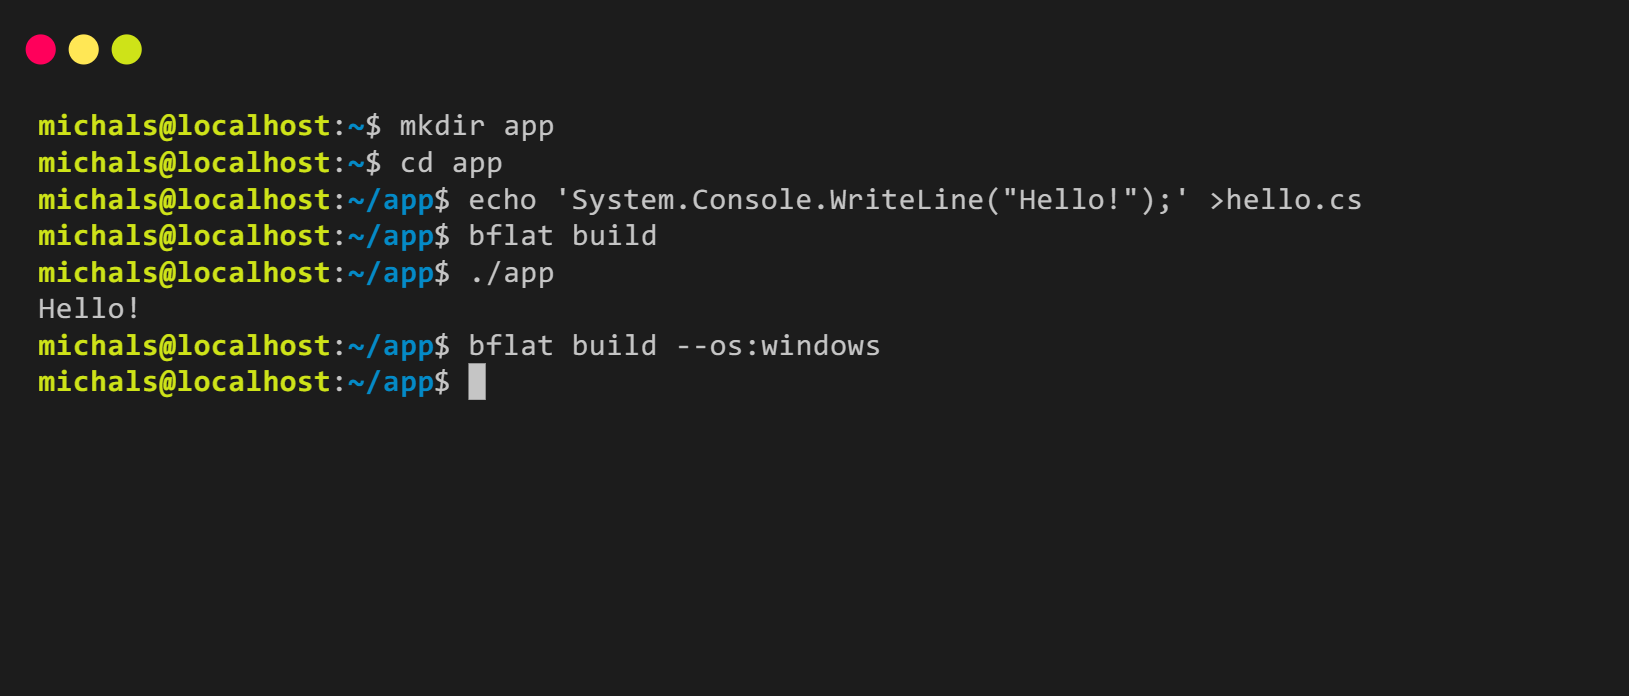 michals@localhost:~$ mkdir app
michals@localhost:~$ cd app
michals@localhost:~/app$ echo 'System.Console.WriteLine("Hello!");' >hello.cs
michals@localhost:~/app$ bflat build
michals@localhost:~/app$ ./app
Hello!
michals@localhost:~/app$ bflat build --os:windows
michals@localhost:~/app$